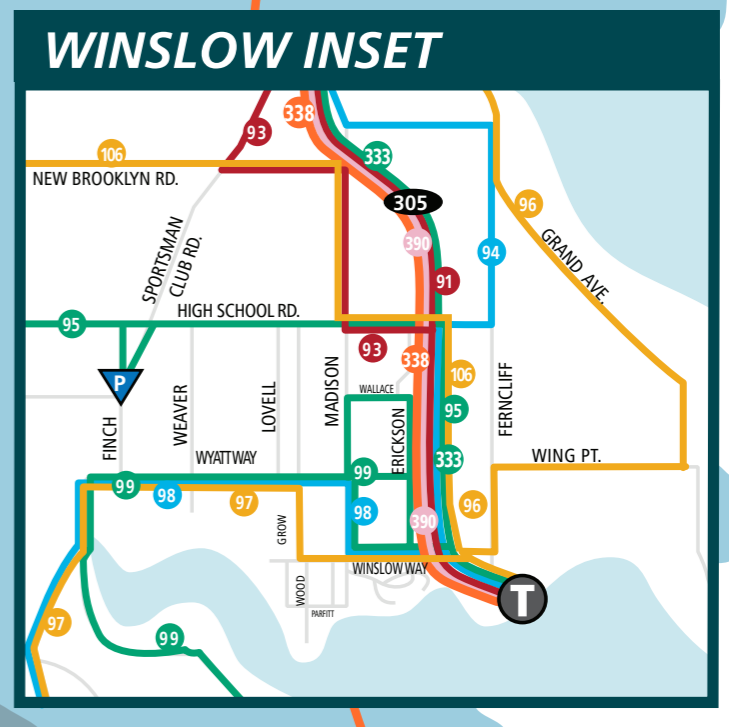 WINSLOW INSET
338
93
106
333
NEW BROOKLYN RD.
305
96
390
94
GRAND AVE.
SPORTSMAN
CLUB RD.
91
HIGH SCHOOL RD.
95
93
338
106
P
MADISON
WALLACE
FERNCLIFF
FINCH
WEAVER
LOVELL
ERICKSON
95
WYATT WAY
WING PT.
333
99
99
98
97
98
96
390
GROW
WINSLOW WAY
WOOD
T
PARFITT
97
99